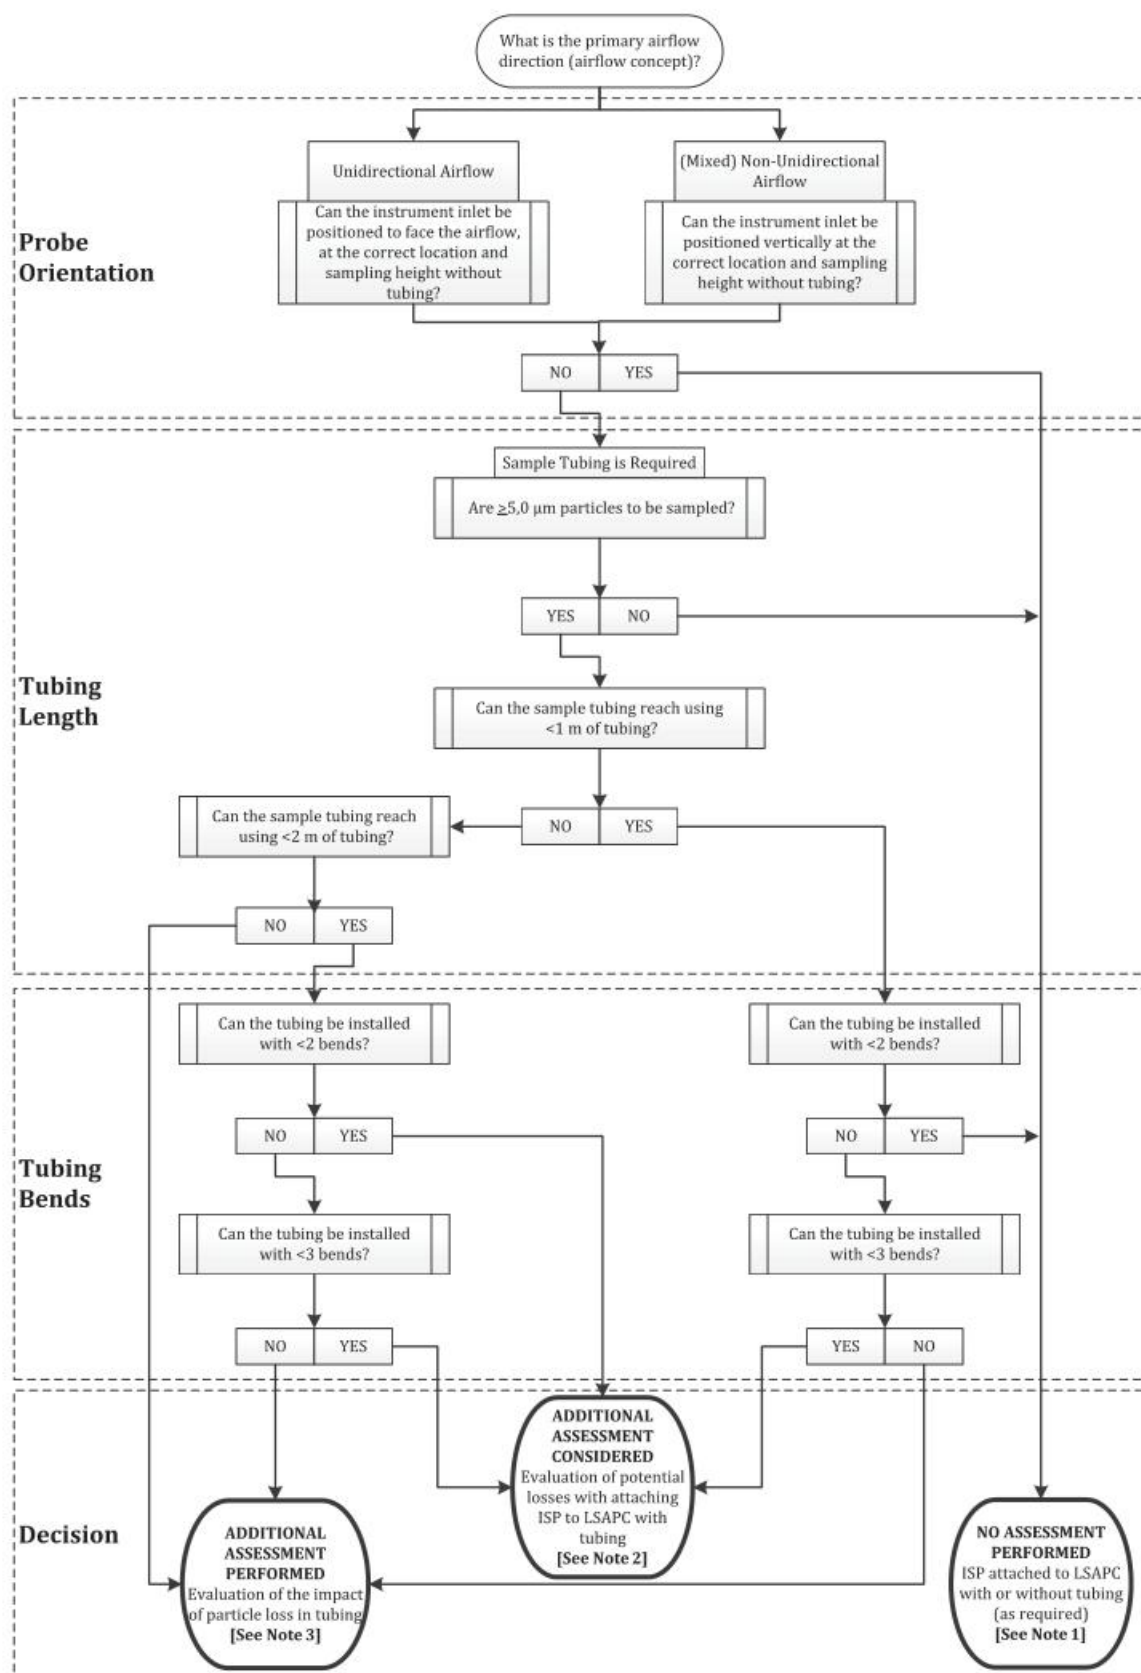 What is the primary airflow
direction (airflow concept)?
Probe
Orientation
Unidirectional Airflow
Can the instrument inlet be
positioned to face the airflow,
at the correct location and
sampling height without
tubing?
(Mixed) Non-Unidirectional
Airflow
Can the instrument inlet be
positioned vertically at the
correct location and sampling
height without tubing?
NO YES
Tubing
Length
Sample Tubing is Required
Are ≥5,0 μm particles to be sampled?
YES NO
Can the sample tubing reach using
<1 m of tubing?
NO YES
Can the sample tubing reach
using <2 m of tubing?
NO YES
Tubing
Bends
Can the tubing be installed
with <2 bends?
NO YES
Can the tubing be installed
with <3 bends?
NO YES
Can the tubing be installed
with <2 bends?
NO YES
Can the tubing be installed
with <3 bends?
YES NO
Decision
ADDITIONAL
ASSESSMENT
PERFORMED
Evaluation of the impact
of particle loss in tubing
[See Note 3]
ADDITIONAL
ASSESSMENT
CONSIDERED
Evaluation of potential
losses with attaching
ISP to LSAPC with
tubing
[See Note 2]
NO ASSESSMENT
PERFORMED
ISP attached to LSAPC
with or without tubing
(as required)
[See Note 1]